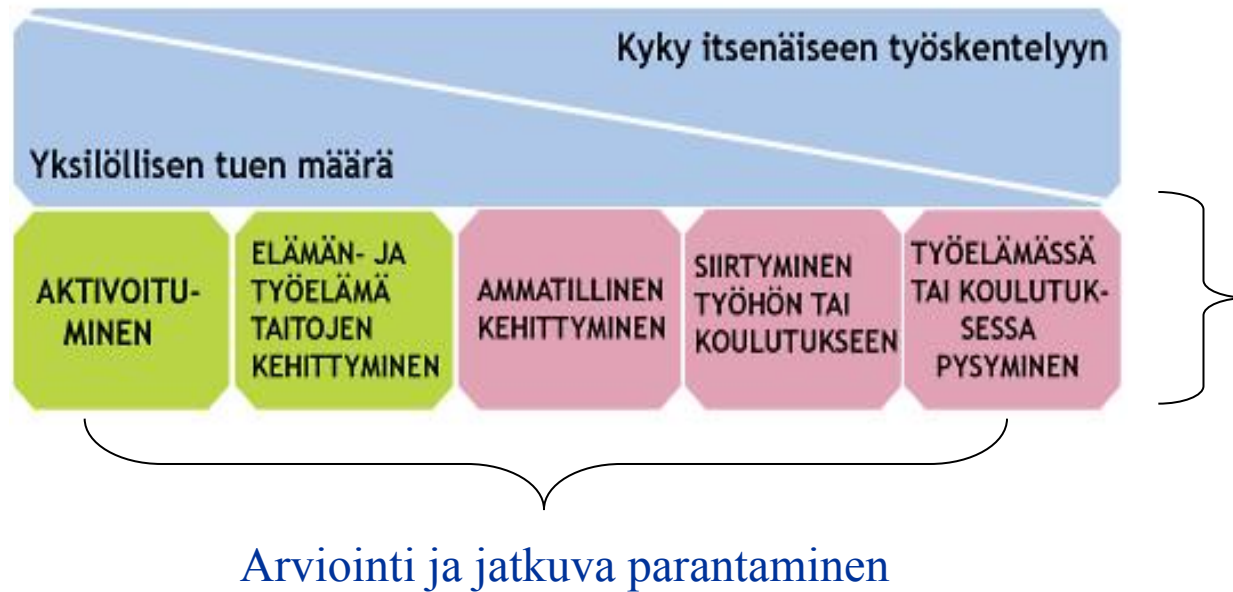 Kyky itsenäiseen työskentelyyn
Yksilöllisen tuen määrä
AKTIVOITU-
MINEN
ELÄMÄN- JA
TYÖELÄMÄ
TAITOJEN
KEHITTYMINEN
AMMATILLINEN
KEHITTYMINEN
SIIRTYMINEN
TYÖHÖN TAI
KOULUTUKSEEN
TYÖELÄMÄSSÄ
TAI KOULUTUK-
SESSA
PYSYMINEN
Arviointi ja jatkuva parantaminen